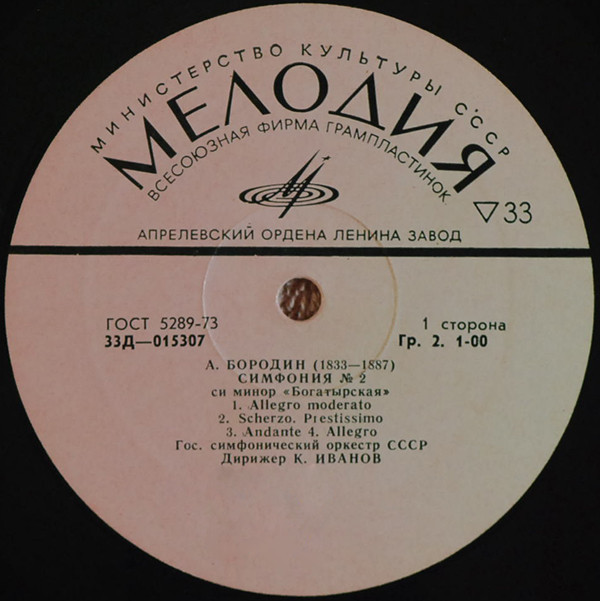 МИНИСТЕРСТВО КУЛЬТУРЫ СССР
МЕЛОДИЯ
ВСЕСОЮЗНАЯ ФИРМА ГРАМПЛАСТИНОК
33
АПРЕЛЕВСКИЙ ОРДЕНА ЛЕНИНА ЗАВОД
ГОСТ 5289-73
1 сторона
33Д—015307
Гр. 2. 1-00
А. БОРОДИН (1833—1887)
СИМФОНИЯ № 2
си минор «Богатырская»
1. Allegro moderato
2. Scherzo. Prestissimo
3. Andante 4. Allegro
Гос. симфонический оркестр СССР
Дирижер К. ИВАНОВ